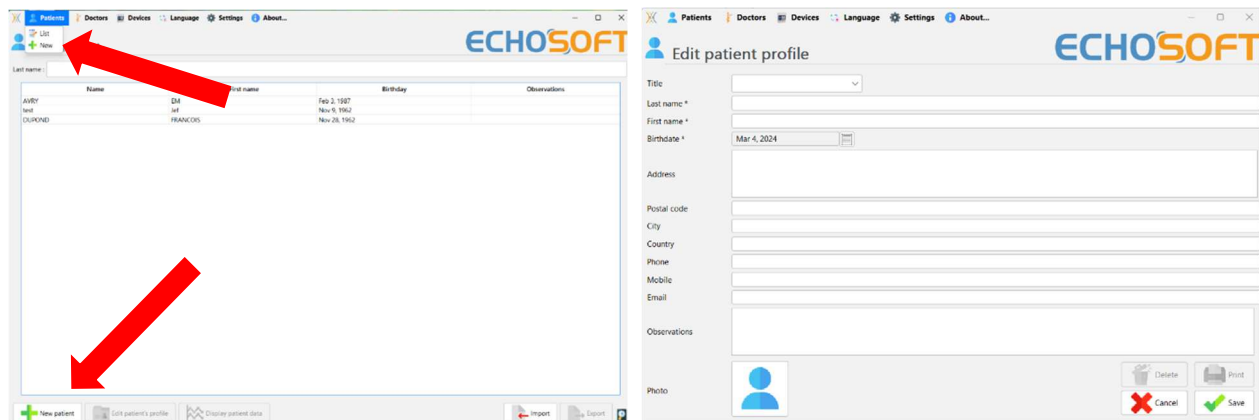 Patients Doctors Devices Language Settings About...
List
New
ECHOSOFT
Last name :
Name First name Birthday Observations
AVRY EM Feb 3, 1987
test Jef Nov 9, 1962
DUPOND FRANCOIS Nov 28, 1962
New patient Edit patient's profile Display patient data Import Export
Patients Doctors Devices Language Settings About...
Edit patient profile
ECHOSOFT
Title
Last name *
First name *
Birthdate * Mar 4, 2024
Address
Postal code
City
Country
Phone
Mobile
Email
Observations
Photo
Delete Print
Cancel Save